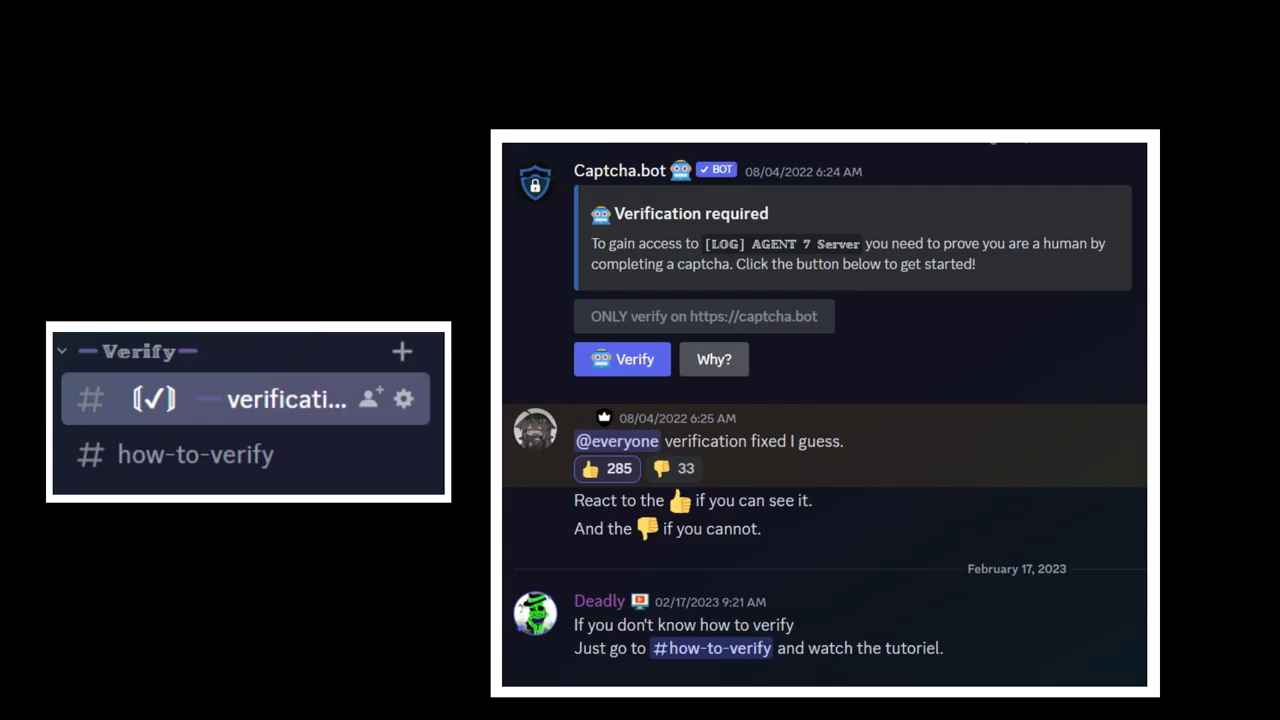 Verify
# 〘✓〙 verificati...
# how-to-verify
Captcha.bot 🤖 ✓ BOT 08/04/2022 6:24 AM
🤖 Verification required
To gain access to [LOG] AGENT 7 Server you need to prove you are a human by
completing a captcha. Click the button below to get started!
ONLY verify on https://captcha.bot
🤖 Verify Why?
08/04/2022 6:25 AM
@everyone verification fixed I guess.
👍 285 👎 33
React to the 👍 if you can see it.
And the 👎 if you cannot.
February 17, 2023
Deadly 02/17/2023 9:21 AM
If you don't know how to verify
Just go to #how-to-verify and watch the tutoriel.